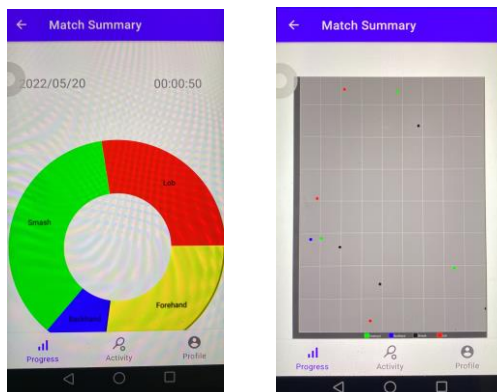 Match Summary
2022/05/20 00:00:50
Lob
Smash
Forehand
Progress Activity Profile
Match Summary
Progress Activity Profile